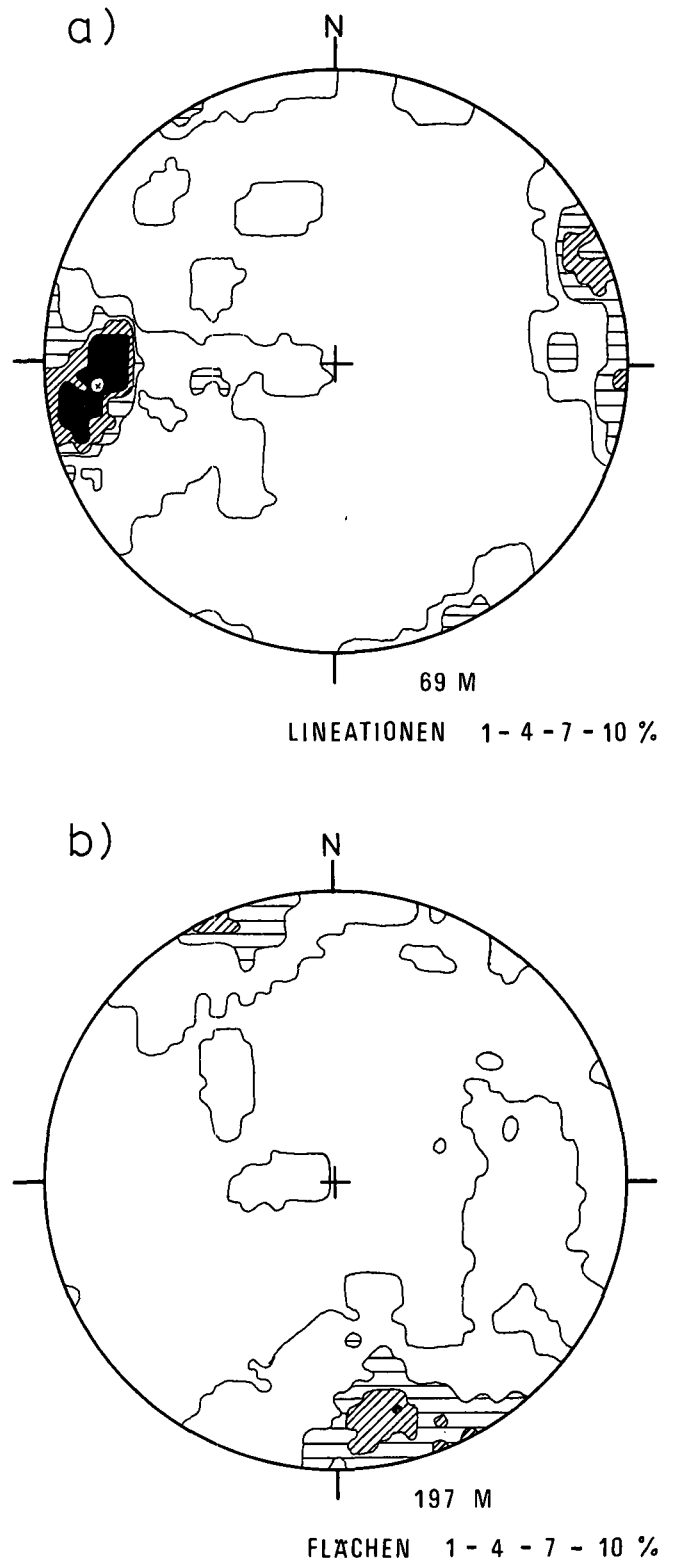 a)
N
69 M
LINEATIONEN 1 - 4 - 7 - 10 %
b)
N
197 M
FLÄCHEN 1 - 4 - 7 - 10 %